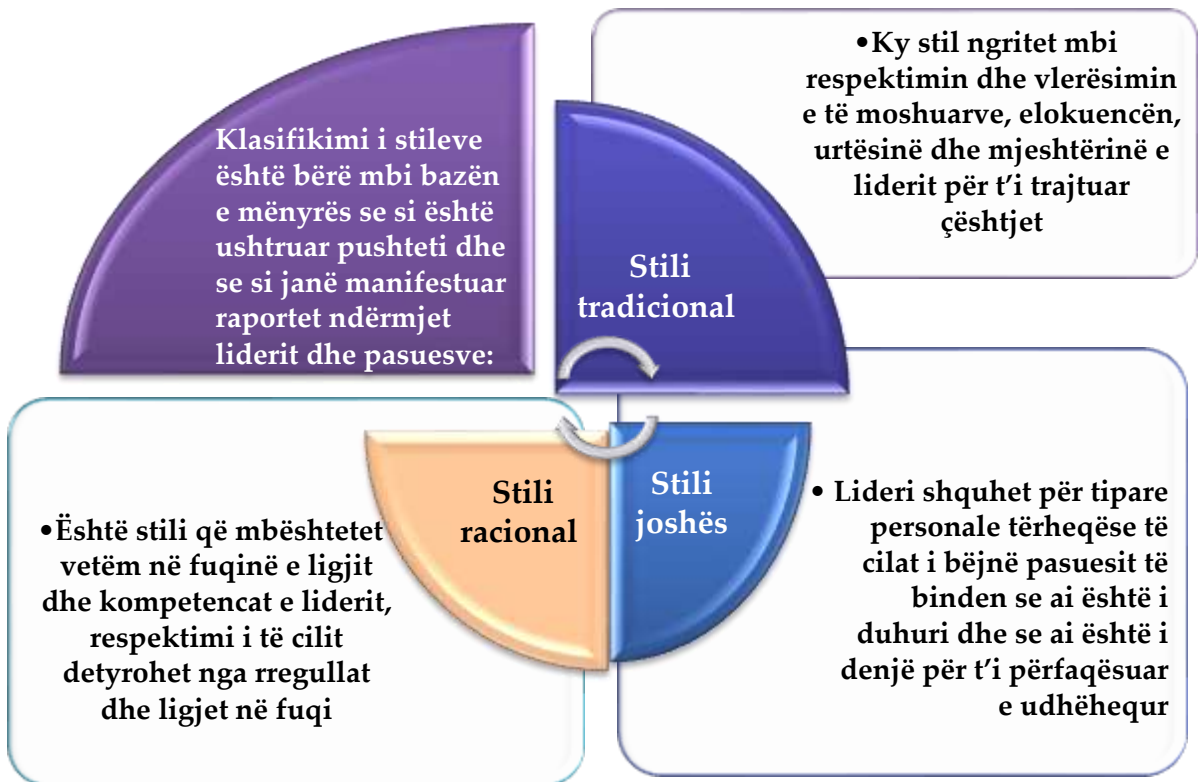 Klasifikimi i stileve
është bërë mbi bazën
e mënyrës se si është
ushtruar pushteti dhe
se si janë manifestuar
raportet ndërmjet
liderit dhe pasuesve:
Stili
tradicional
•Ky stil ngritet mbi
respektimin dhe vlerësimin
e të moshuarve, elokuencën,
urtësinë dhe mjeshtërinë e
liderit për t’i trajtuar
çështjet
Stili
joshës
• Lideri shquhet për tipare
personale tërheqëse të
cilat i bëjnë pasuesit të
binden se ai është i
duhuri dhe se ai është i
denjë për t’i përfaqësuar
e udhëhequr
Stili
racional
•Është stili që mbështetet
vetëm në fuqinë e ligjit
dhe kompetencat e liderit,
respektimi i të cilit
detyrohet nga rregullat
dhe ligjet në fuqi